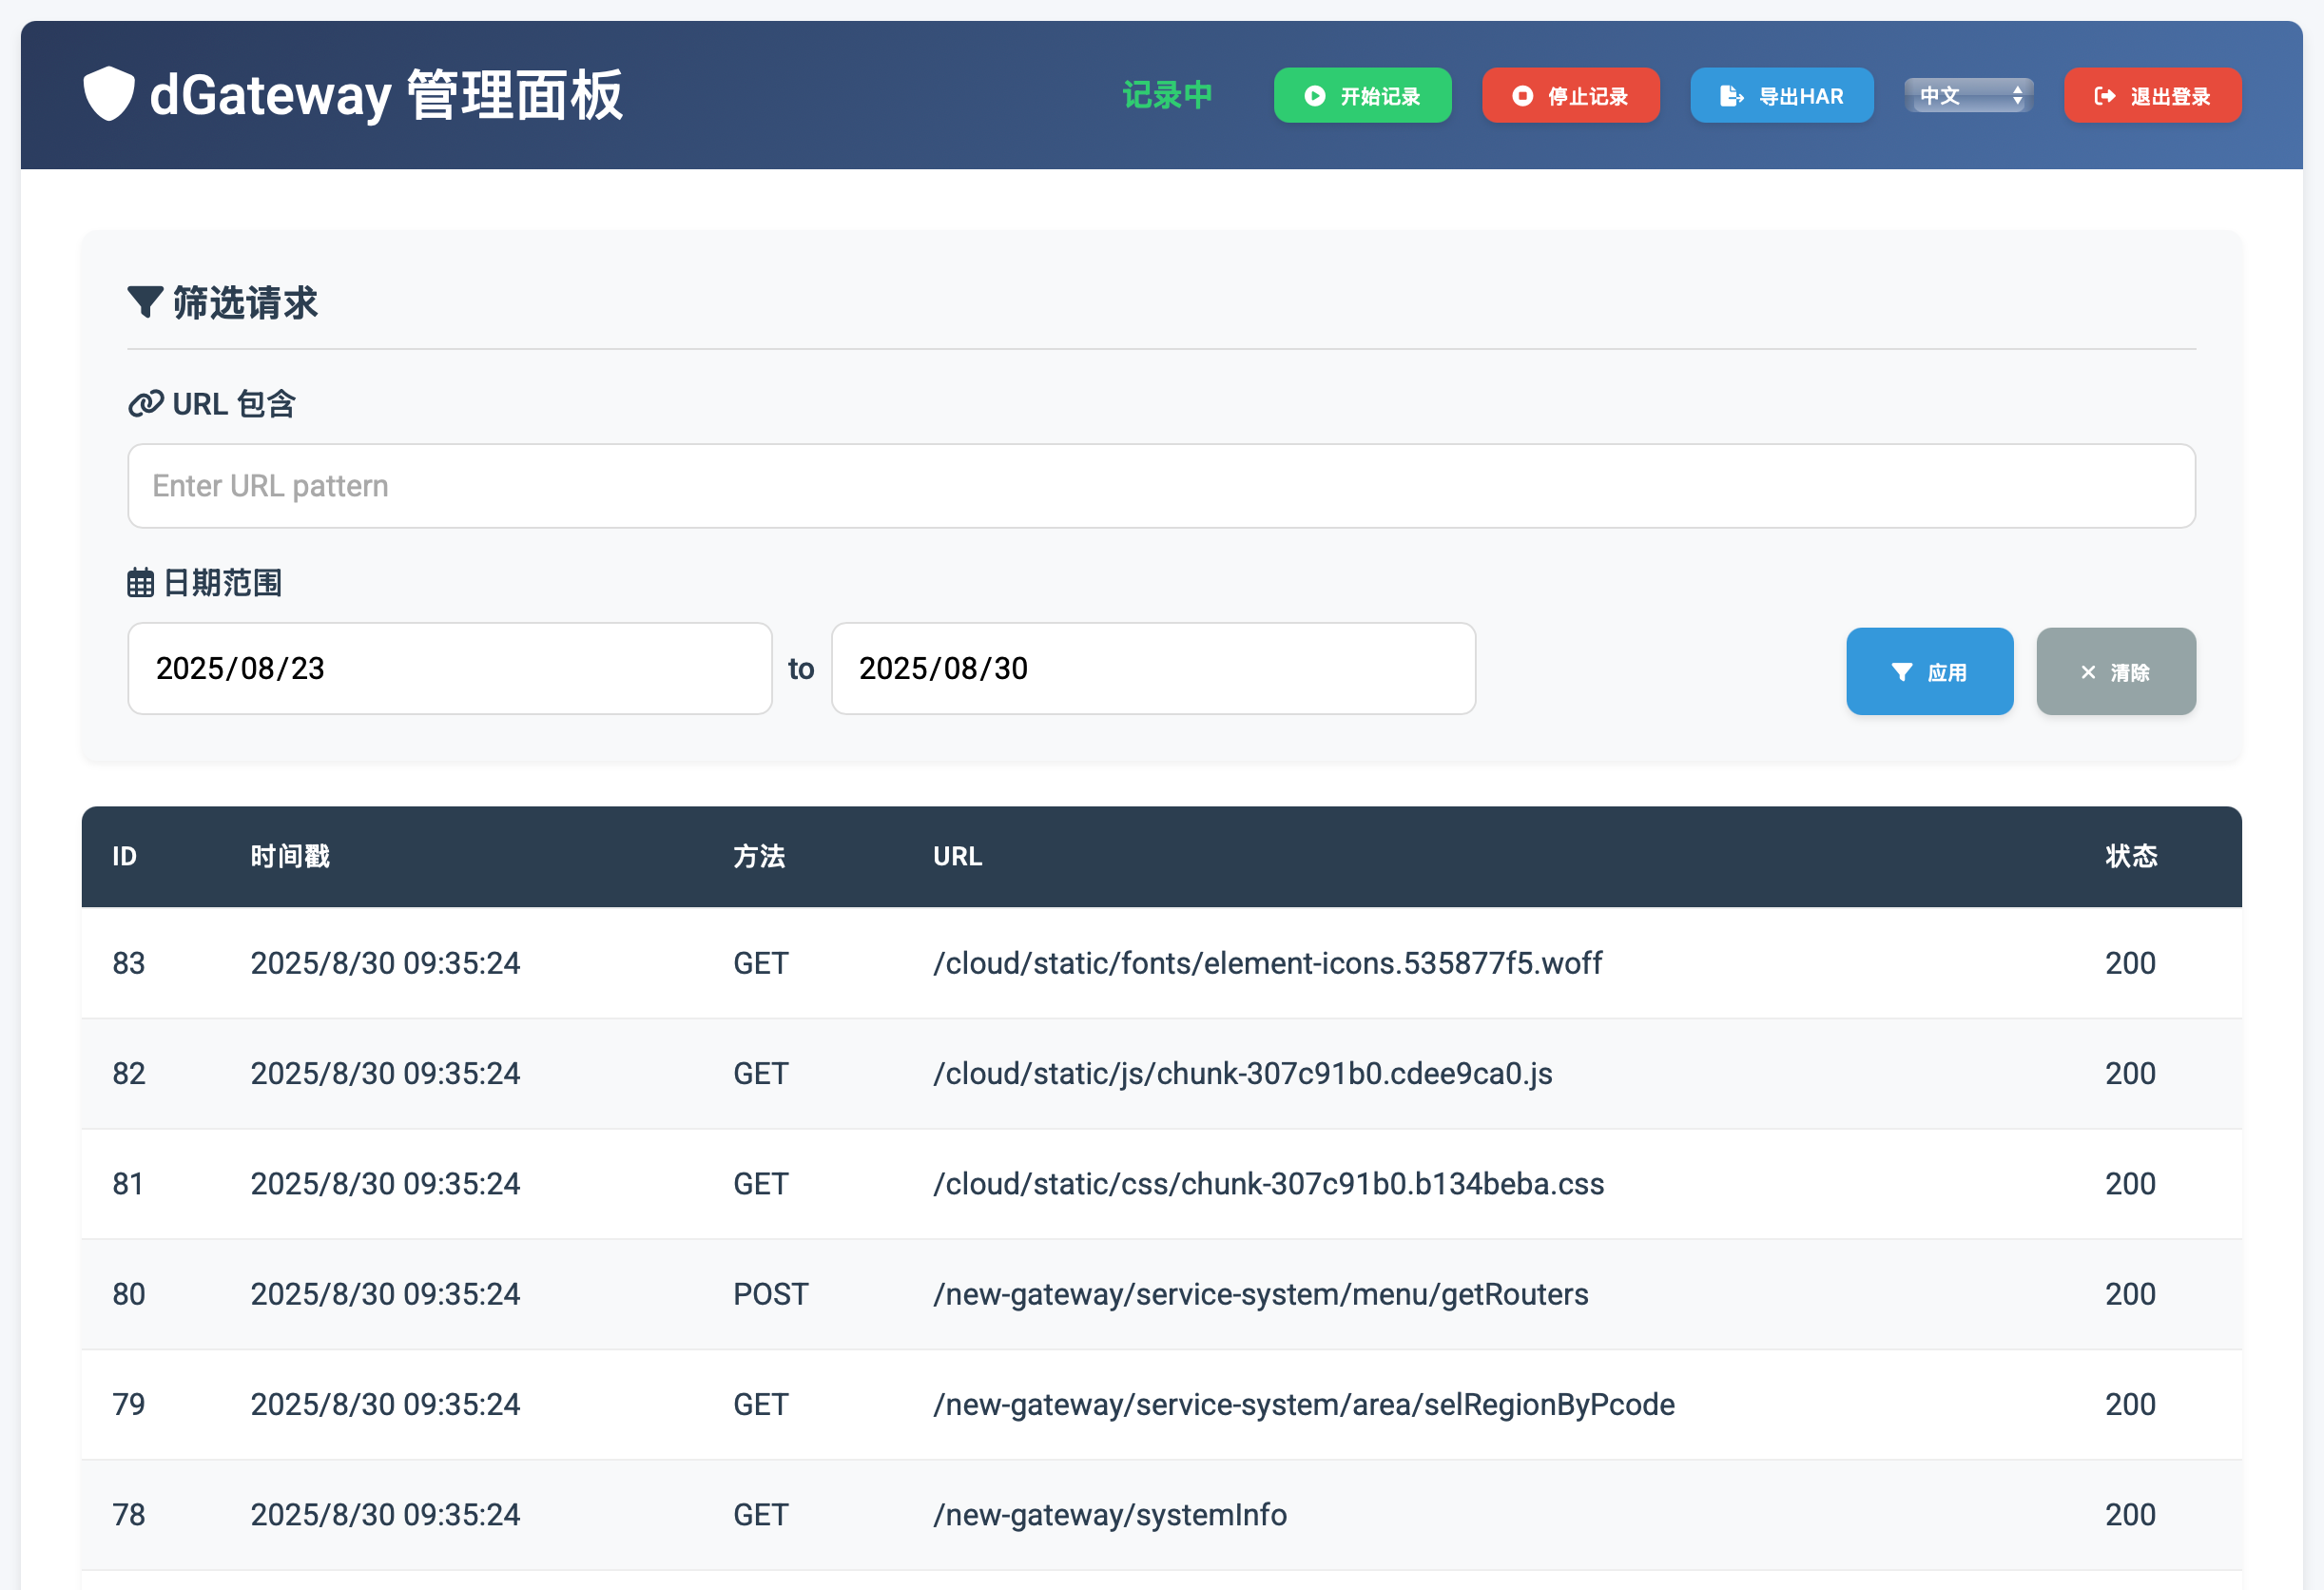 dGateway 管理面板
记录中 开始记录 停止记录 导出HAR 中文 退出登录
筛选请求
URL 包含
Enter URL pattern
日期范围
2025/08/23 to 2025/08/30 应用 清除
ID 时间戳 方法 URL 状态
83 2025/8/30 09:35:24 GET /cloud/static/fonts/element-icons.535877f5.woff 200
82 2025/8/30 09:35:24 GET /cloud/static/js/chunk-307c91b0.cdee9ca0.js 200
81 2025/8/30 09:35:24 GET /cloud/static/css/chunk-307c91b0.b134beba.css 200
80 2025/8/30 09:35:24 POST /new-gateway/service-system/menu/getRouters 200
79 2025/8/30 09:35:24 GET /new-gateway/service-system/area/selRegionByPcode 200
78 2025/8/30 09:35:24 GET /new-gateway/systemInfo 200